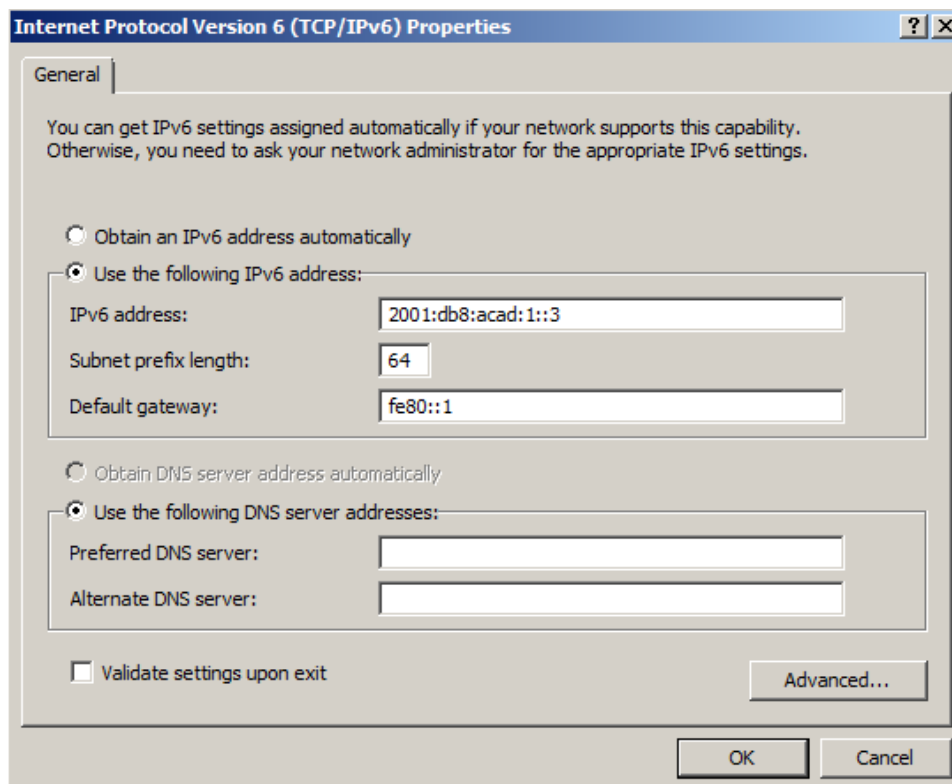 Internet Protocol Version 6 (TCP/IPv6) Properties
General
You can get IPv6 settings assigned automatically if your network supports this capability.
Otherwise, you need to ask your network administrator for the appropriate IPv6 settings.
Obtain an IPv6 address automatically
Use the following IPv6 address:
IPv6 address: 2001:db8:acad:1::3
Subnet prefix length: 64
Default gateway: fe80::1
Obtain DNS server address automatically
Use the following DNS server addresses:
Preferred DNS server:
Alternate DNS server:
Validate settings upon exit
Advanced...
OK Cancel